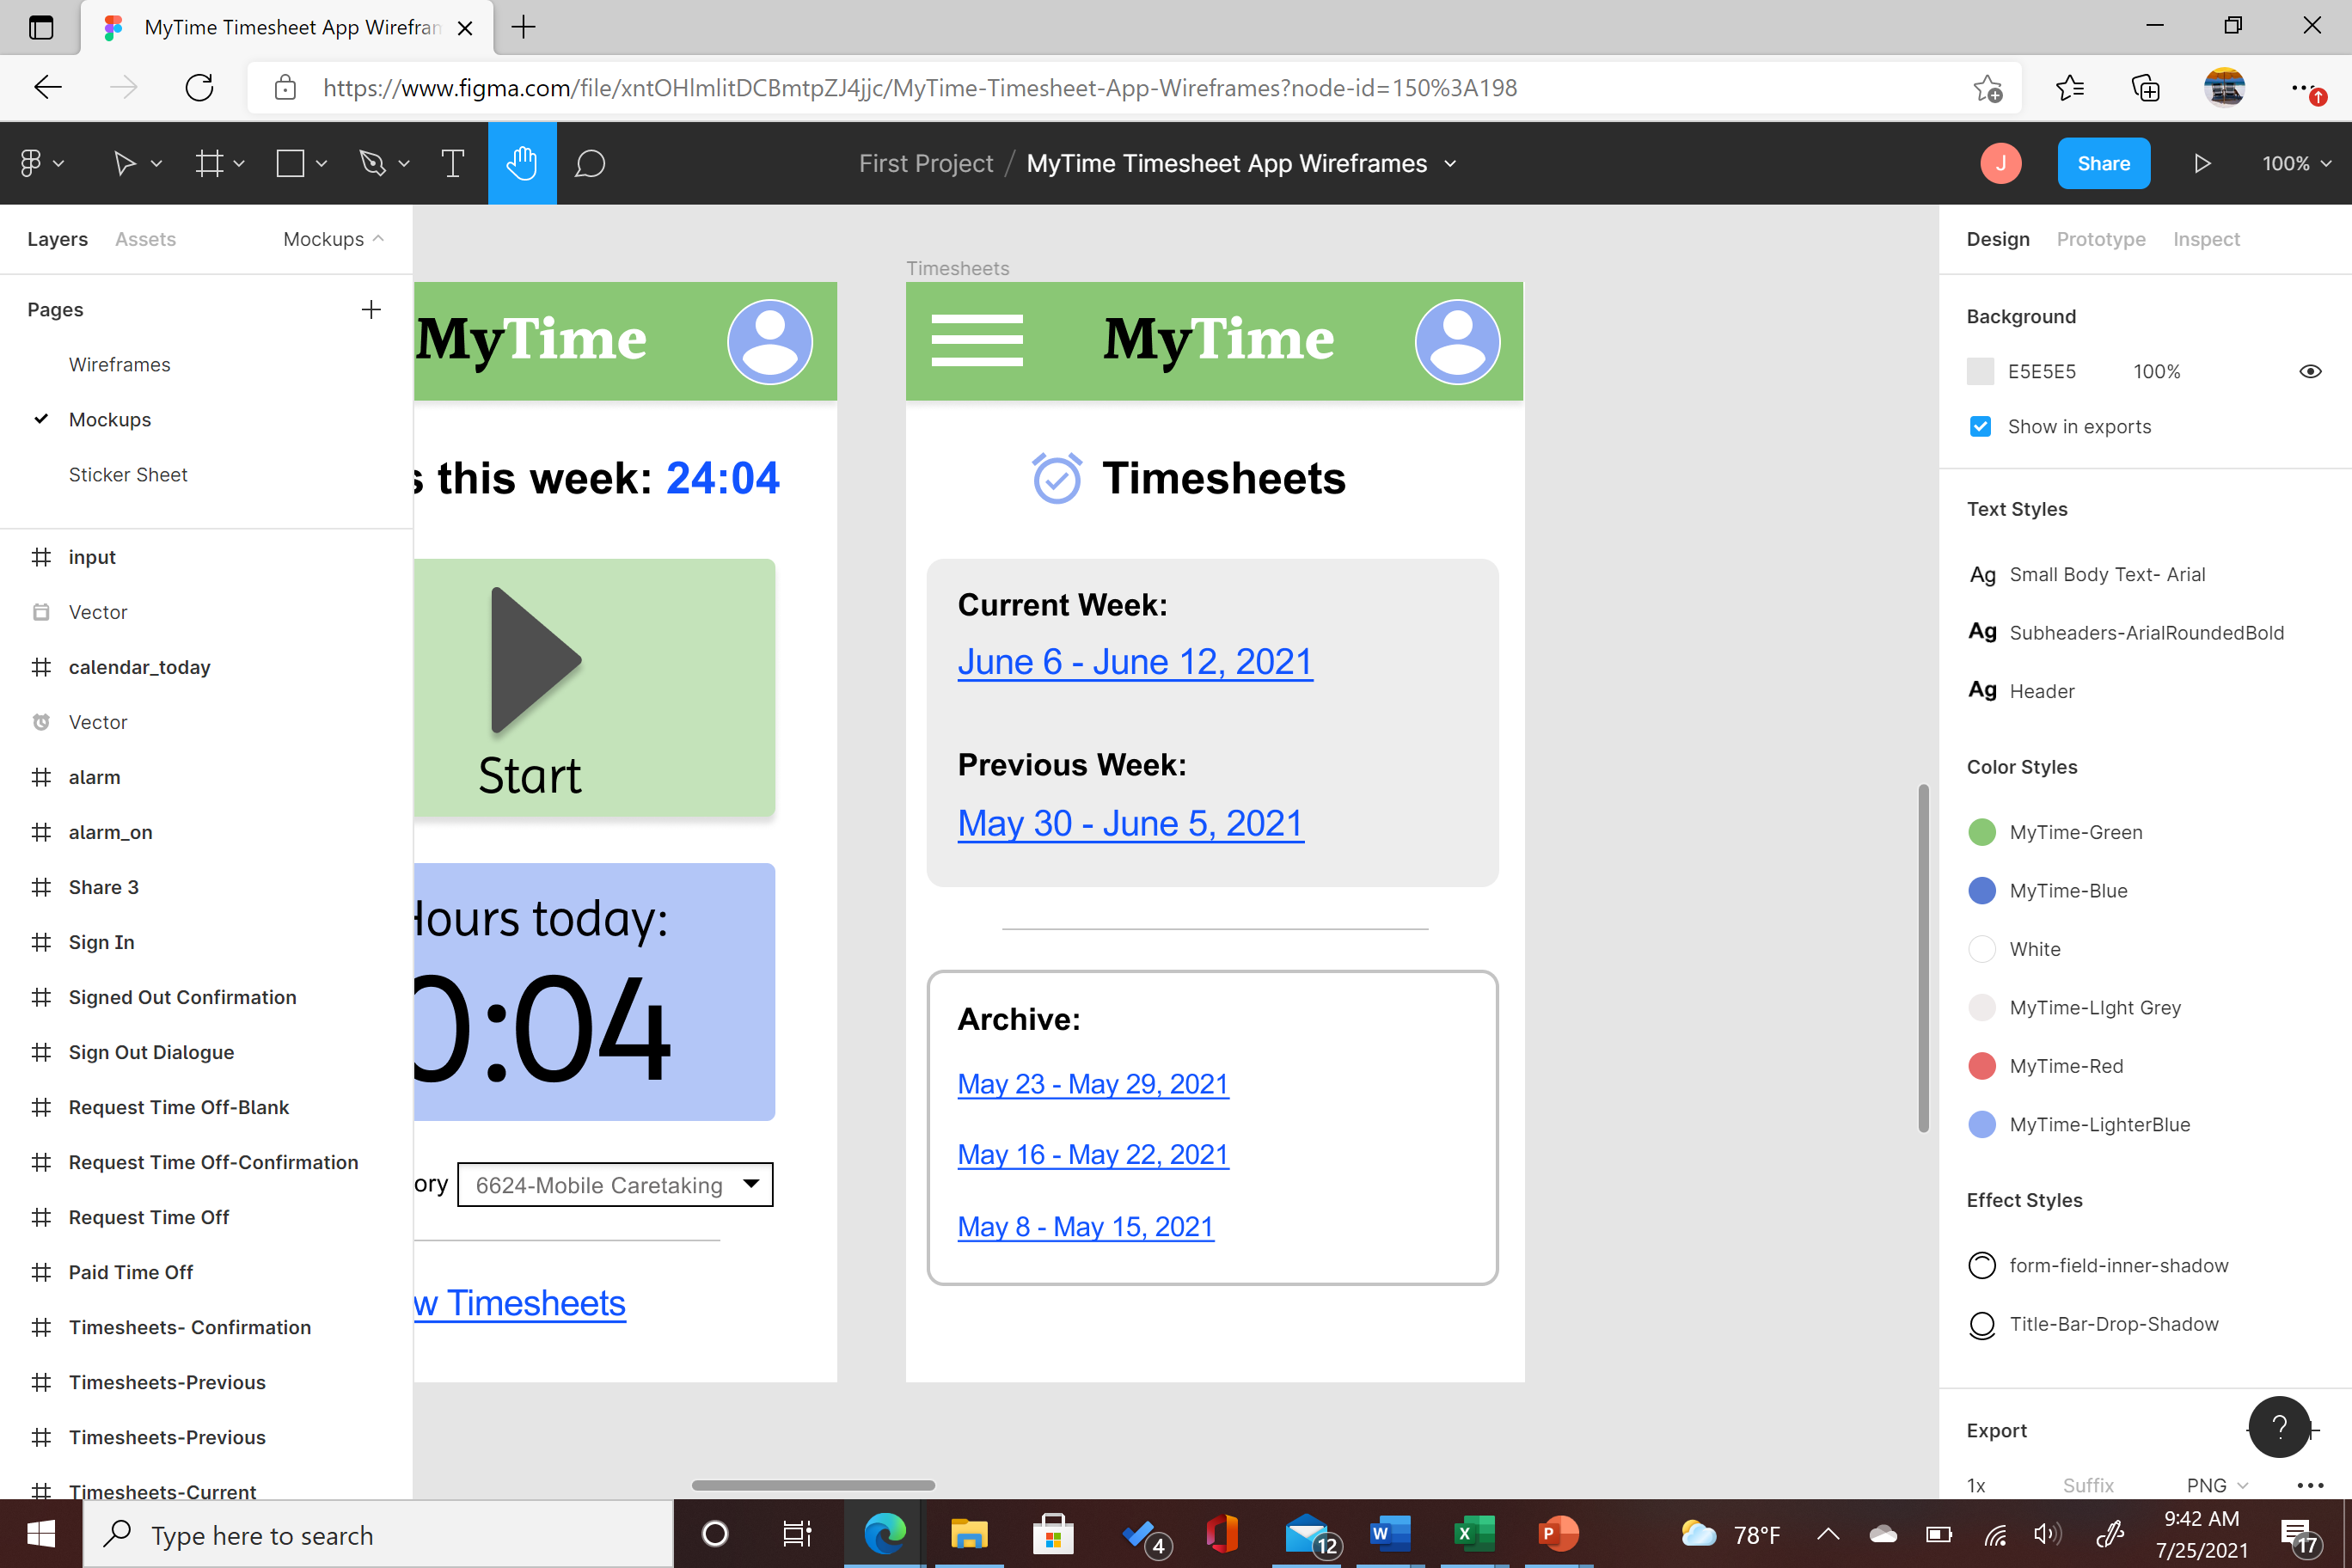 MyTime Timesheet App Wirefram
https://www.figma.com/file/xntOHlmlitDCBmtpZJ4jjc/MyTime-Timesheet-App-Wireframes?node-id=150%3A198
First Project / MyTime Timesheet App Wireframes
J
Share
100%
Layers
Assets
Mockups
Pages
Wireframes
Mockups
Sticker Sheet
input
Vector
calendar_today
Vector
alarm
alarm_on
Share 3
Sign In
Signed Out Confirmation
Sign Out Dialogue
Request Time Off-Blank
Request Time Off-Confirmation
Request Time Off
Paid Time Off
Timesheets- Confirmation
Timesheets-Previous
Timesheets-Previous
Timesheets-Current
MyTime
s this week: 24:04
Start
Hours today:
0:04
ory
6624-Mobile Caretaking
w Timesheets
Timesheets
MyTime
Timesheets
Current Week:
June 6 - June 12, 2021
Previous Week:
May 30 - June 5, 2021
Archive:
May 23 - May 29, 2021
May 16 - May 22, 2021
May 8 - May 15, 2021
Design
Prototype
Inspect
Background
E5E5E5
100%
Show in exports
Text Styles
Ag Small Body Text- Arial
Ag Subheaders-ArialRoundedBold
Ag Header
Color Styles
MyTime-Green
MyTime-Blue
White
MyTime-LIght Grey
MyTime-Red
MyTime-LighterBlue
Effect Styles
form-field-inner-shadow
Title-Bar-Drop-Shadow
Export
?
1x
Suffix
PNG
Type here to search
4
12
W
X
P
78°F
9:42 AM
7/25/2021
17